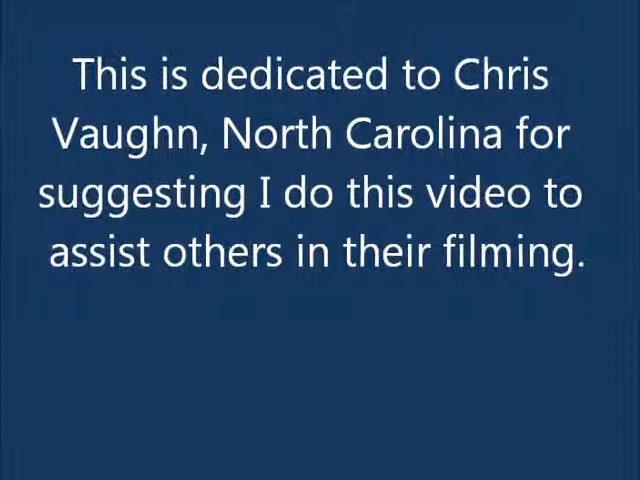 This is dedicated to Chris
Vaughn, North Carolina for
suggesting I do this video to
assist others in their filming.